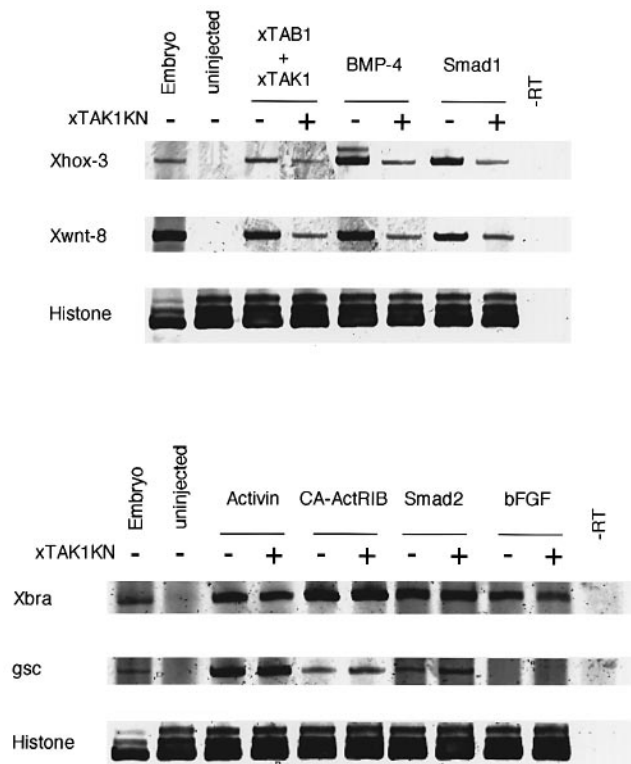 Embryo uninjected xTAB1 + xTAK1 BMP-4 Smad1 -RT
xTAK1KN - - - + - + - +
Xhox-3
Xwnt-8
Histone
Embryo uninjected Activin CA-ActRIB Smad2 bFGF -RT
xTAK1KN - - - + - + - + - +
Xbra
gsc
Histone